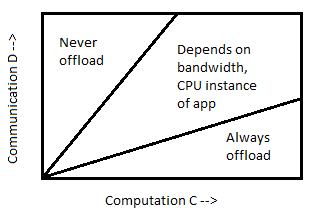 Never
offload
Depends on
bandwidth,
CPU instance
of app
Always
offload
Communication D -->
Computation C -->